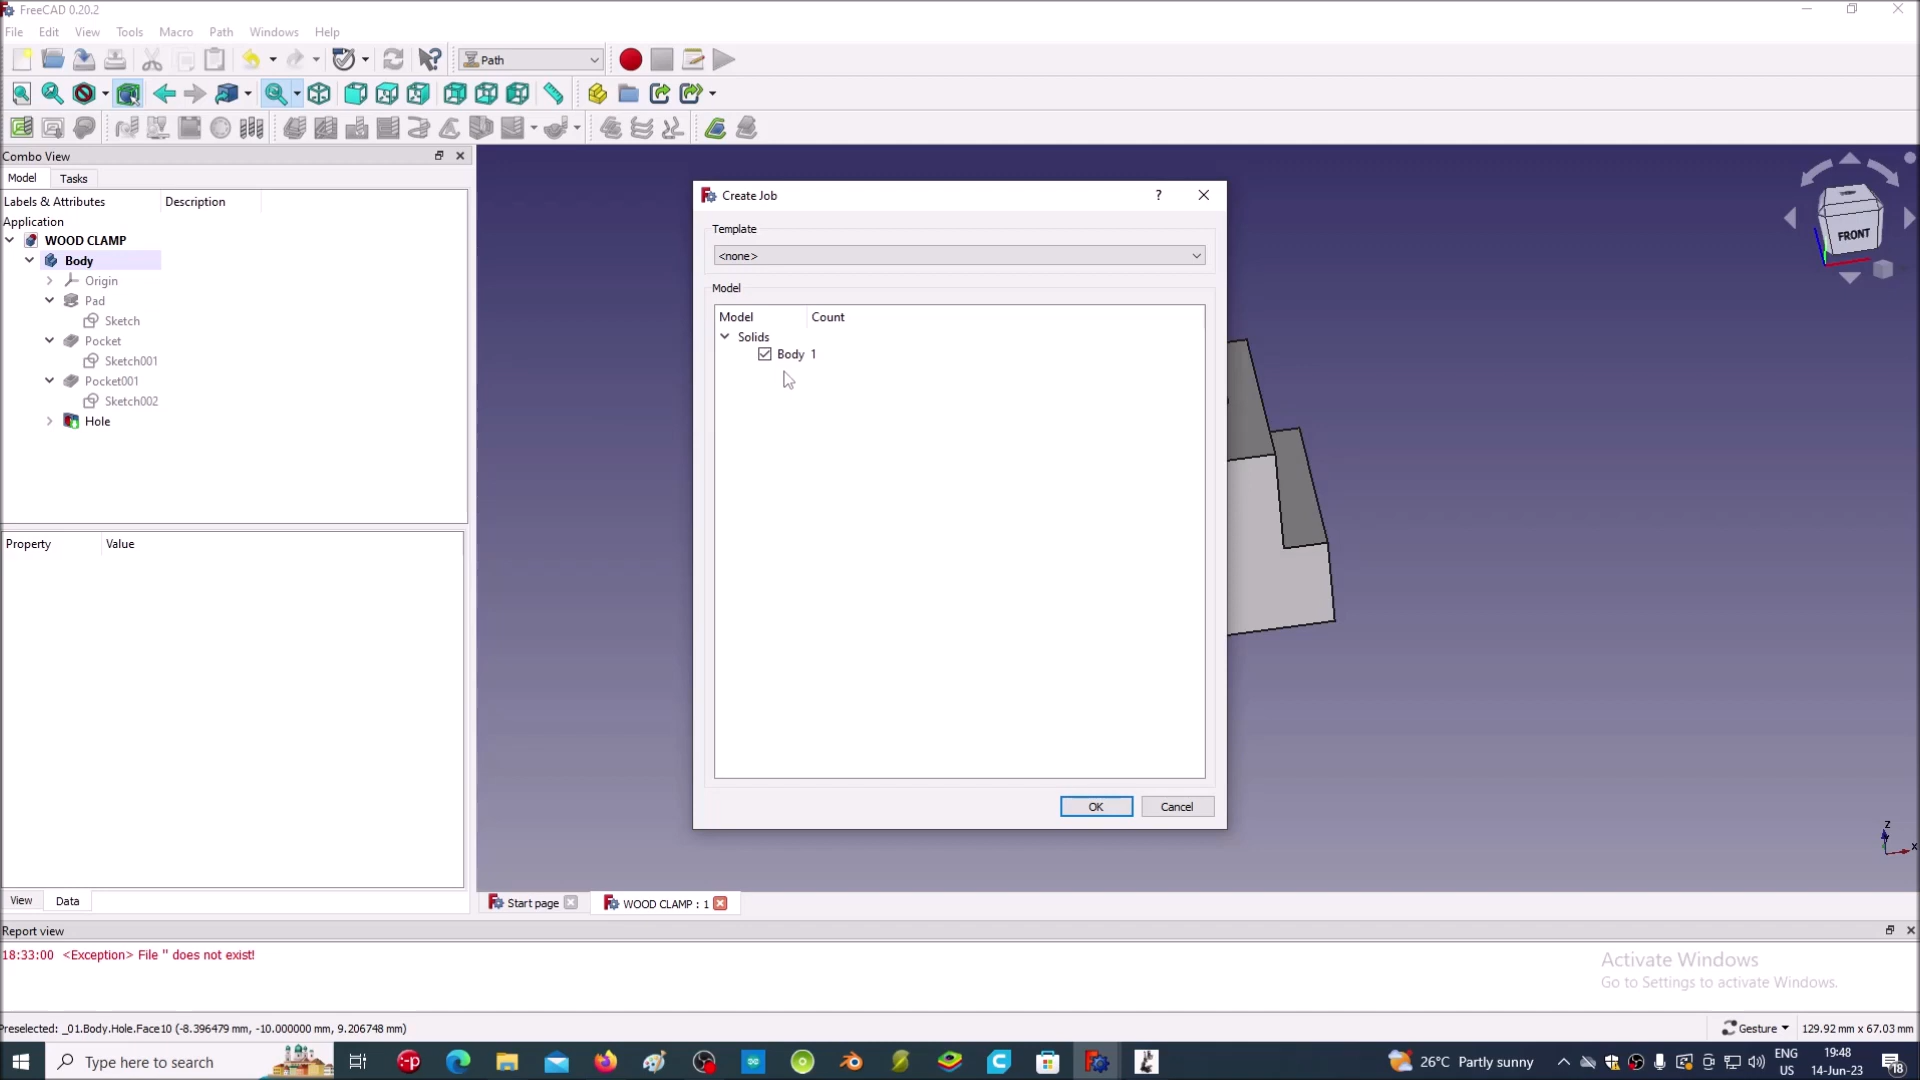 FreeCAD 0.20.2
File Edit View Tools Macro Path Windows Help
Path
Combo View
Model Tasks
Labels & Attributes Description
Application
WOOD CLAMP
Body
Origin
Pad
Sketch
Pocket
Sketch001
Pocket001
Sketch002
Hole
Property Value
View Data
Create Job
?
Template
<none>
Model
Model Count
Solids
Body 1
OK Cancel
FRONT
Z
X
Start page WOOD CLAMP : 1
Report view
18:33:00 <Exception> File '' does not exist!
Activate Windows
Go to Settings to activate Windows.
Preselected: _01.Body.Hole.Face10 (-8.396479 mm, -10.000000 mm, 9.206748 mm)
Gesture 129.92 mm x 67.03 mm
Type here to search
26°C Partly sunny
ENG
US
19:48
14-Jun-23
18